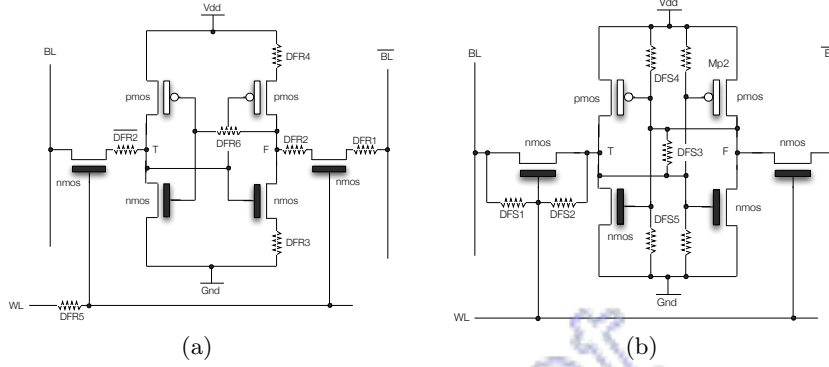 Vdd
BL
BL
DFR4
pmos
pmos
DFR6
DFR2
T
F
DFR2
DFR1
nmos
nmos
nmos
nmos
DFR3
Gnd
WL
DFR5
(a)
Vdd
BL
DFS4
Mp2
pmos
pmos
nmos
T
DFS3
F
nmos
DFS1
DFS2
nmos
DFS5
nmos
Gnd
WL
(b)